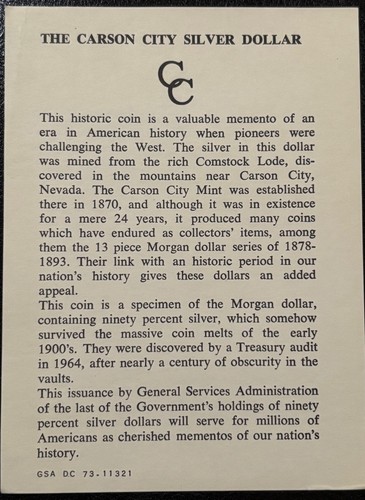 THE CARSON CITY SILVER DOLLAR
CC
This historic coin is a valuable memento of an
era in American history when pioneers were
challenging the West. The silver in this dollar
was mined from the rich Comstock Lode, dis-
covered in the mountains near Carson City,
Nevada. The Carson City Mint was established
there in 1870, and although it was in existence
for a mere 24 years, it produced many coins
which have endured as collectors' items, among
them the 13 piece Morgan dollar series of 1878-
1893. Their link with an historic period in our
nation's history gives these dollars an added
appeal.
This coin is a specimen of the Morgan dollar,
containing ninety percent silver, which somehow
survived the massive coin melts of the early
1900's. They were discovered by a Treasury audit
in 1964, after nearly a century of obscurity in the
vaults.
This issuance by General Services Administration
of the last of the Government's holdings of ninety
percent silver dollars will serve for millions of
Americans as cherished mementos of our nation's
history.
GSA DC 73-11321